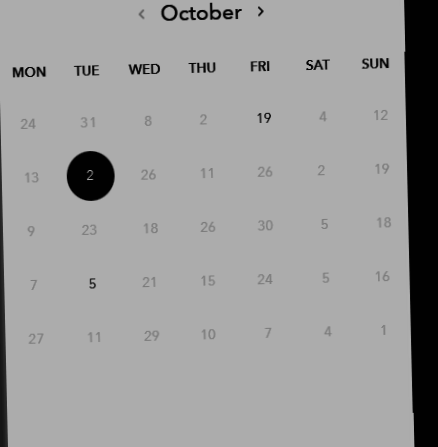 ‹ October ›
MON TUE WED THU FRI SAT SUN
24 31 8 2 19 4 12
13 2 26 11 26 2 19
9 23 18 26 30 5 18
7 5 21 15 24 5 16
27 11 29 10 7 4 1